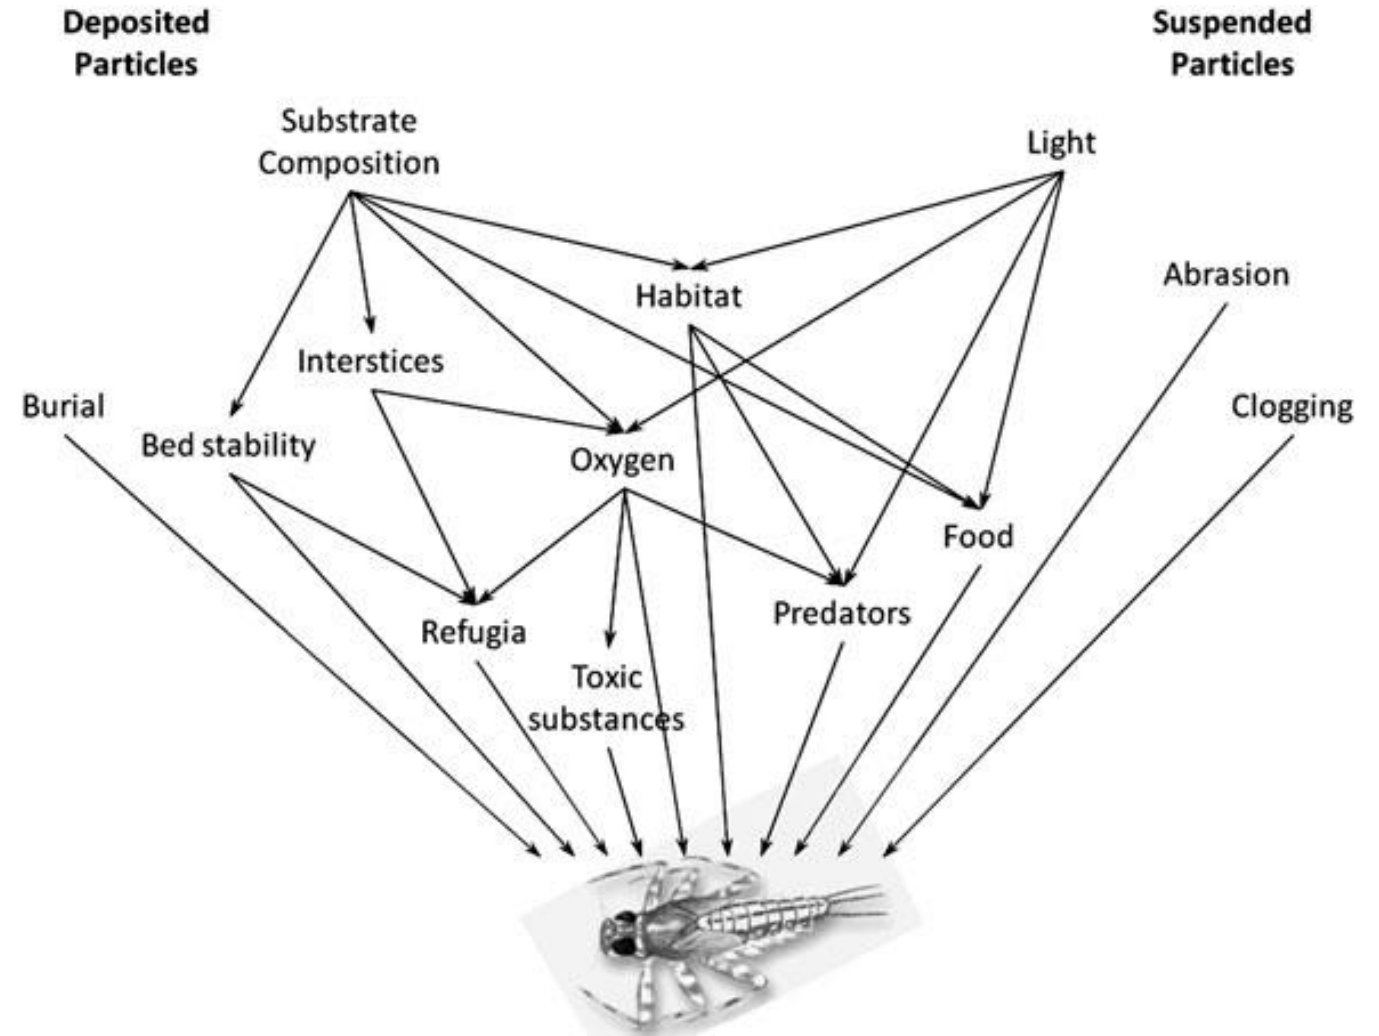 Deposited
Particles
Suspended
Particles
Substrate
Composition
Light
Habitat
Abrasion
Interstices
Burial
Clogging
Bed stability
Oxygen
Food
Predators
Refugia
Toxic
substances